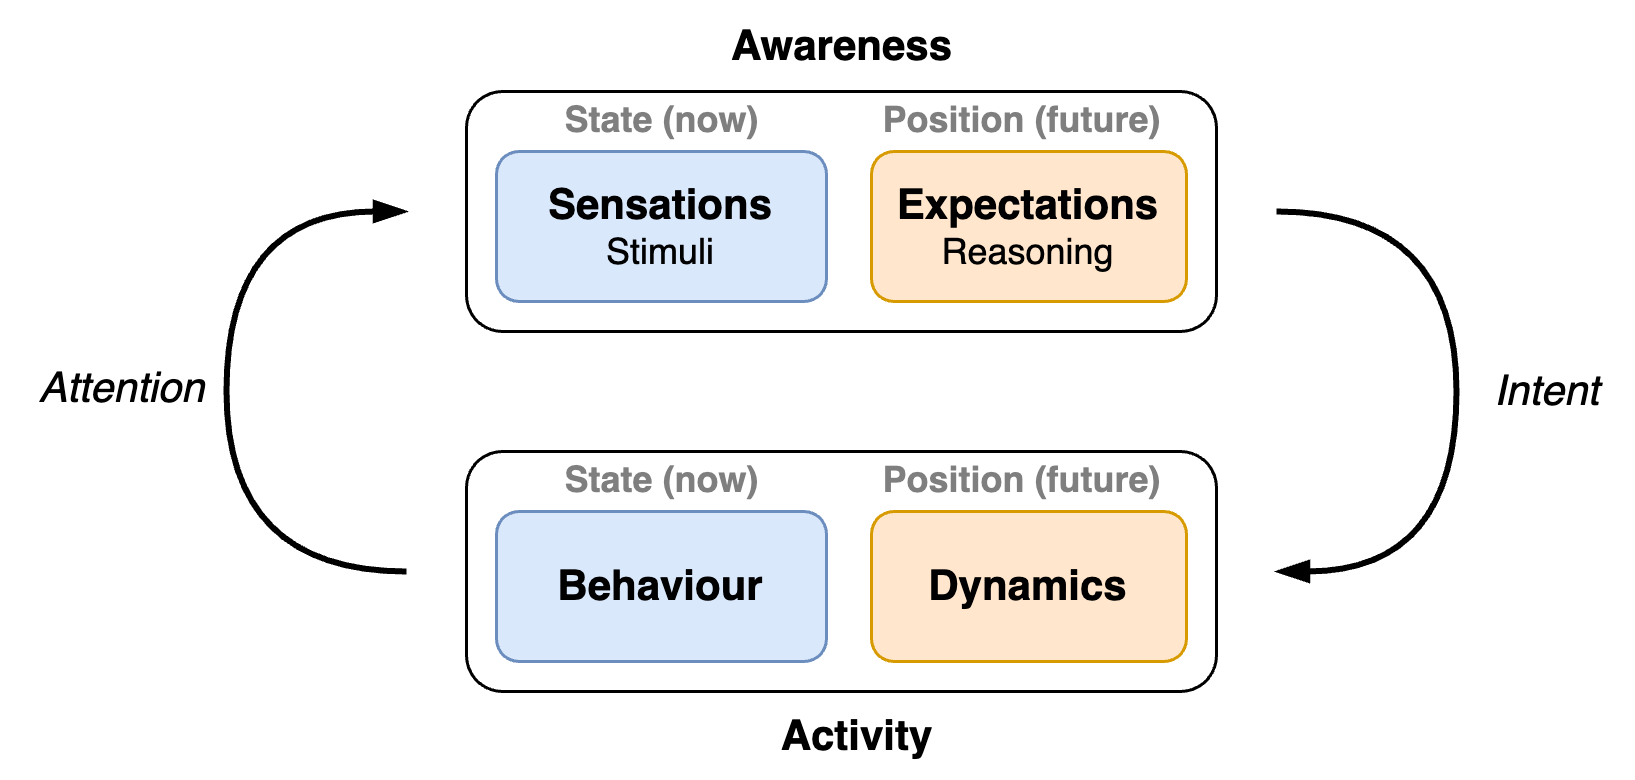 Awareness
State (now)
Position (future)
Sensations
Stimuli
Expectations
Reasoning
Attention
Intent
State (now)
Position (future)
Behaviour
Dynamics
Activity